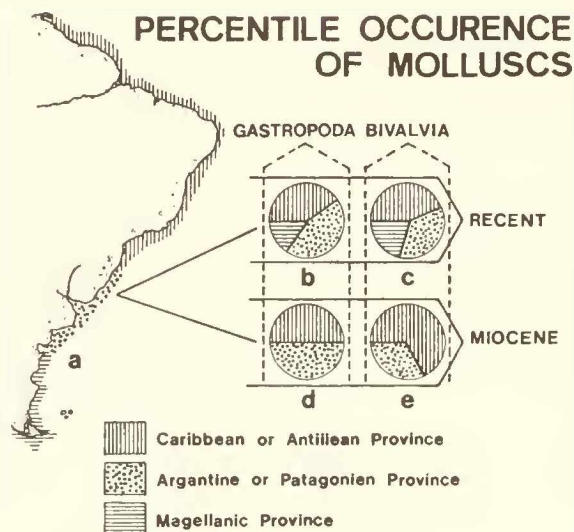 PERCENTILE OCCURENCE
OF MOLLUSCS
GASTROPODA BIVALVIA
RECENT
b
c
MIOCENE
a
d
e
Caribbean or Antillean Province
Argantine or Patagonien Province
Magellanic Province